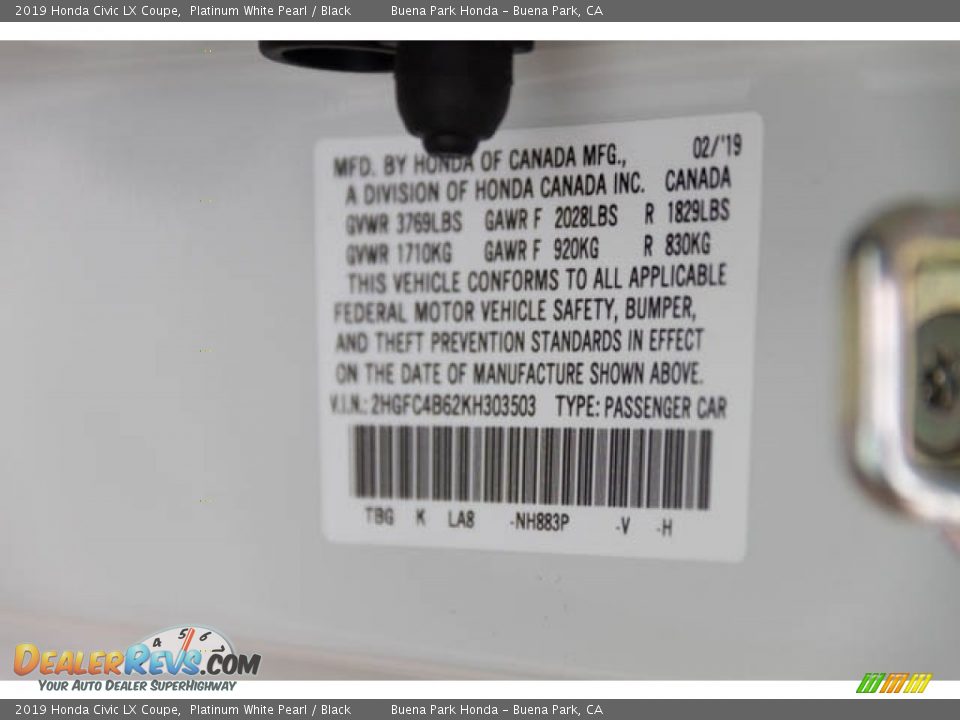 2019 Honda Civic LX Coupe, Platinum White Pearl / Black Buena Park Honda - Buena Park, CA
02/'19
MFD. BY HONDA OF CANADA MFG.,
A DIVISION OF HONDA CANADA INC. CANADA
GVWR 3769LBS GAWR F 2028LBS R 1829LBS
GVWR 1710KG GAWR F 920KG R 830KG
THIS VEHICLE CONFORMS TO ALL APPLICABLE
FEDERAL MOTOR VEHICLE SAFETY, BUMPER,
AND THEFT PREVENTION STANDARDS IN EFFECT
ON THE DATE OF MANUFACTURE SHOWN ABOVE.
V.I.N.: 2HGFC4B62KH303503 TYPE: PASSENGER CAR
TBG K LA8 -NH883P -V -H
4 5 6
DEALERREVS.COM
YOUR AUTO DEALER SUPERHIGHWAY
2019 Honda Civic LX Coupe, Platinum White Pearl / Black Buena Park Honda - Buena Park, CA